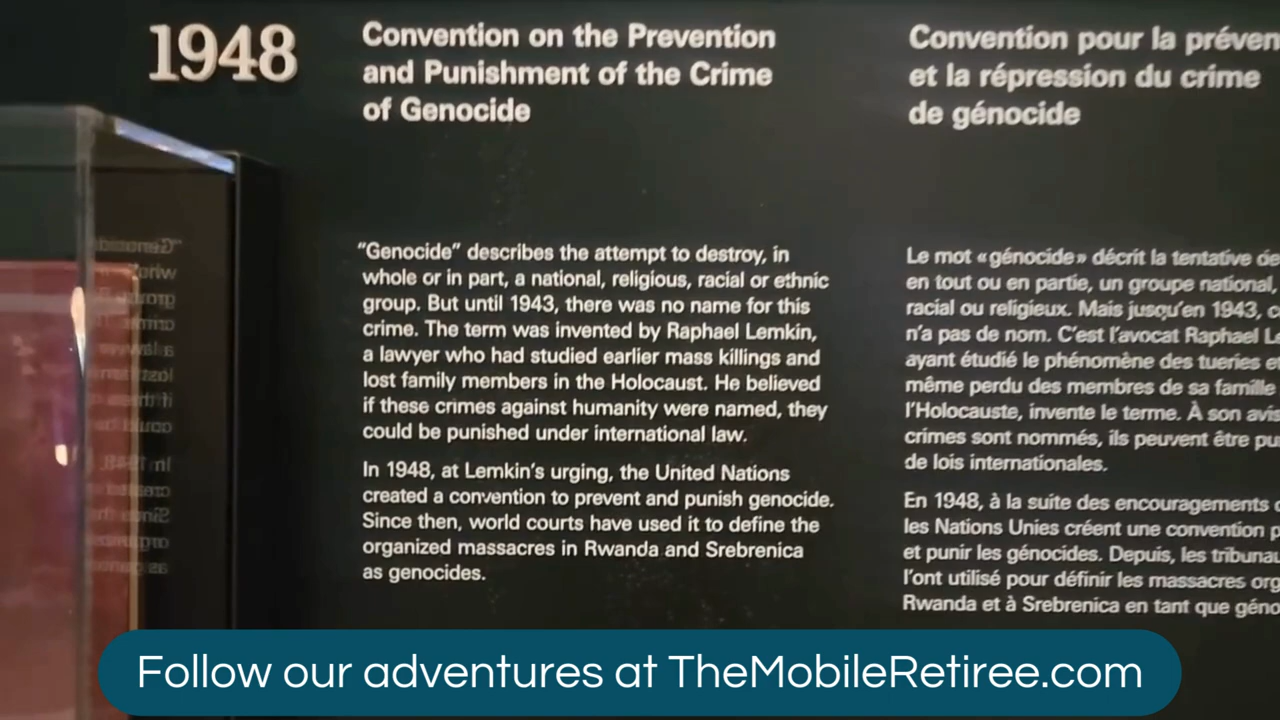 1948
Convention on the Prevention
and Punishment of the Crime
of Genocide
"Genocide" describes the attempt to destroy, in
whole or in part, a national, religious, racial or ethnic
group. But until 1943, there was no name for this
crime. The term was invented by Raphael Lemkin,
a lawyer who had studied earlier mass killings and
lost family members in the Holocaust. He believed
if these crimes against humanity were named, they
could be punished under international law.
In 1948, at Lemkin's urging, the United Nations
created a convention to prevent and punish genocide.
Since then, world courts have used it to define the
organized massacres in Rwanda and Srebrenica
as genocides.
Convention pour la
et la répression du crime
de génocide
Le mot «génocide» décrit la tentative de
en tout ou en partie, un groupe national,
racial ou religieux. Mais jusqu'en 1943,
n'a pas de nom. C'est l'avocat Raphael
ayant étudié le phénomène des tueries
même perdu des membres de sa famille
l'Holocauste, invente le terme. À son avis
crimes sont nommés, ils peuvent être
de lois internationales.
En 1948, à la suite des encouragements
les Nations Unies créent une convention
et punir les génocides. Depuis, les
l'ont utilisé pour définir les massacres
Rwanda et à Srebrenica en tant que
Follow our adventures at TheMobileRetiree.com